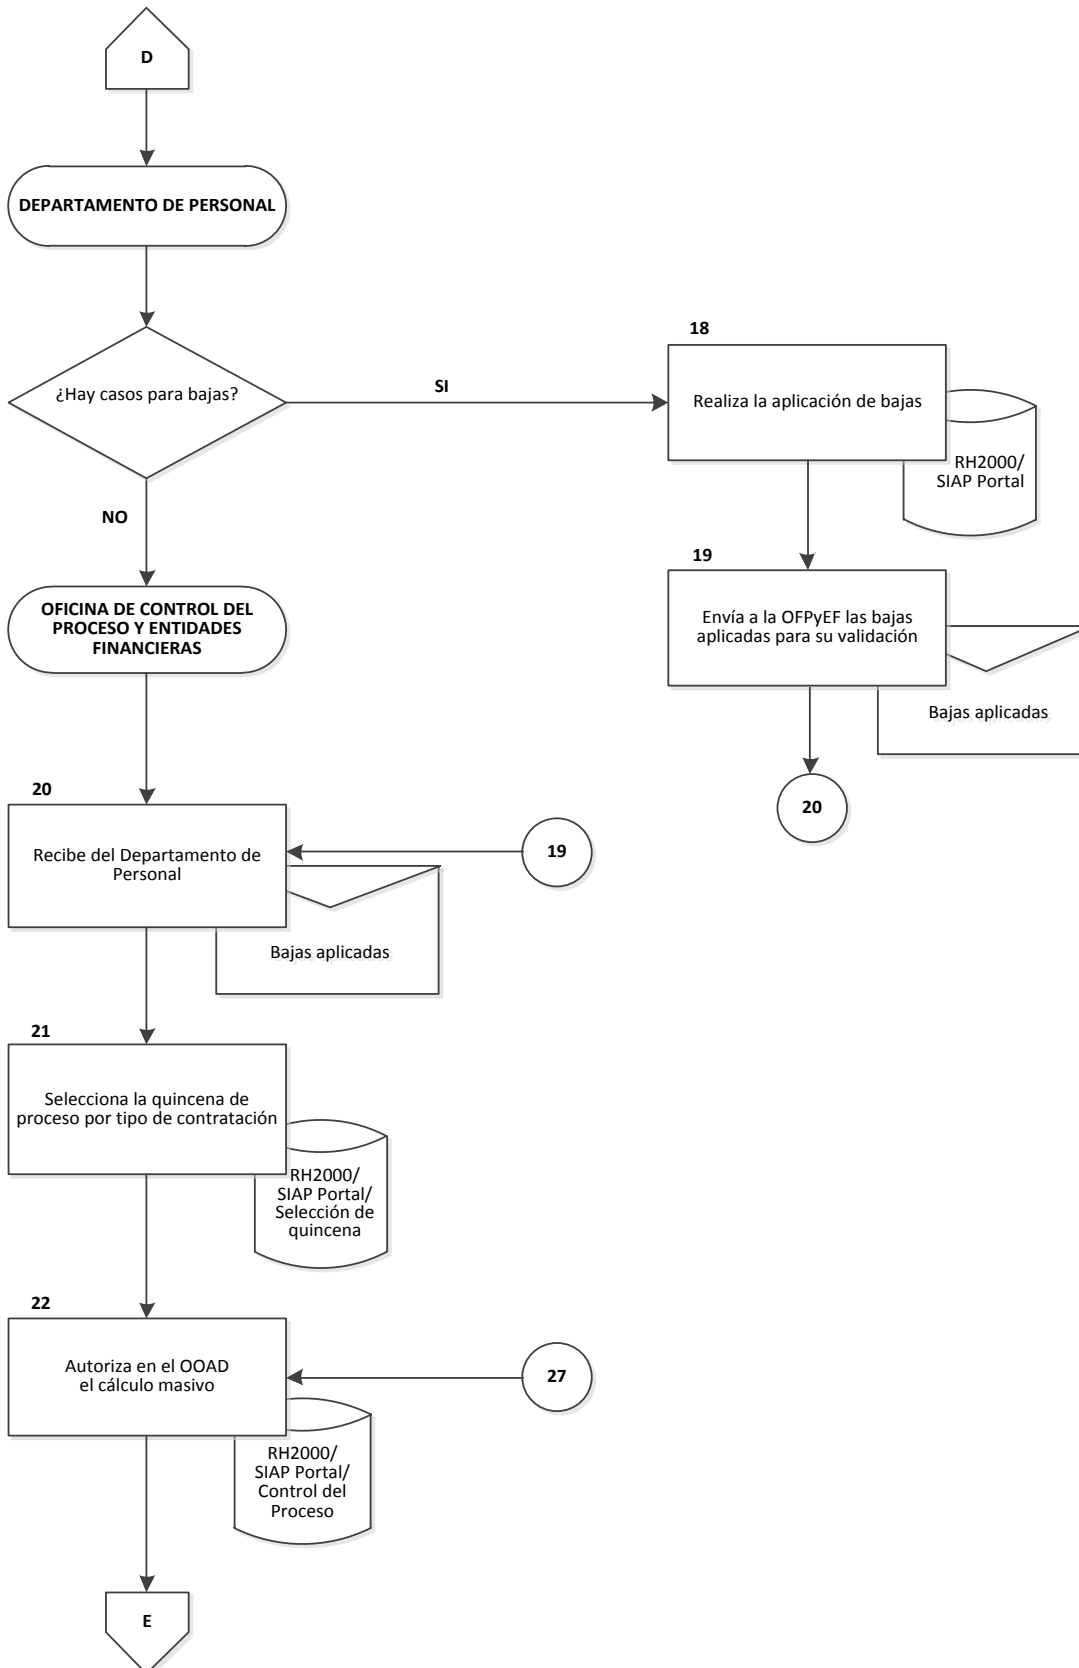 D
DEPARTAMENTO DE PERSONAL
¿Hay casos para bajas?
SI
NO
18
Realiza la aplicación de bajas
RH2000/
SIAP Portal
19
Envía a la OFPyEF las bajas
aplicadas para su validación
Bajas aplicadas
20
OFICINA DE CONTROL DEL
PROCESO Y ENTIDADES
FINANCIERAS
20
Recibe del Departamento de
Personal
19
Bajas aplicadas
21
Selecciona la quincena de
proceso por tipo de contratación
RH2000/
SIAP Portal/
Selección de
quincena
22
Autoriza en el OOAD
el cálculo masivo
27
RH2000/
SIAP Portal/
Control del
Proceso
E